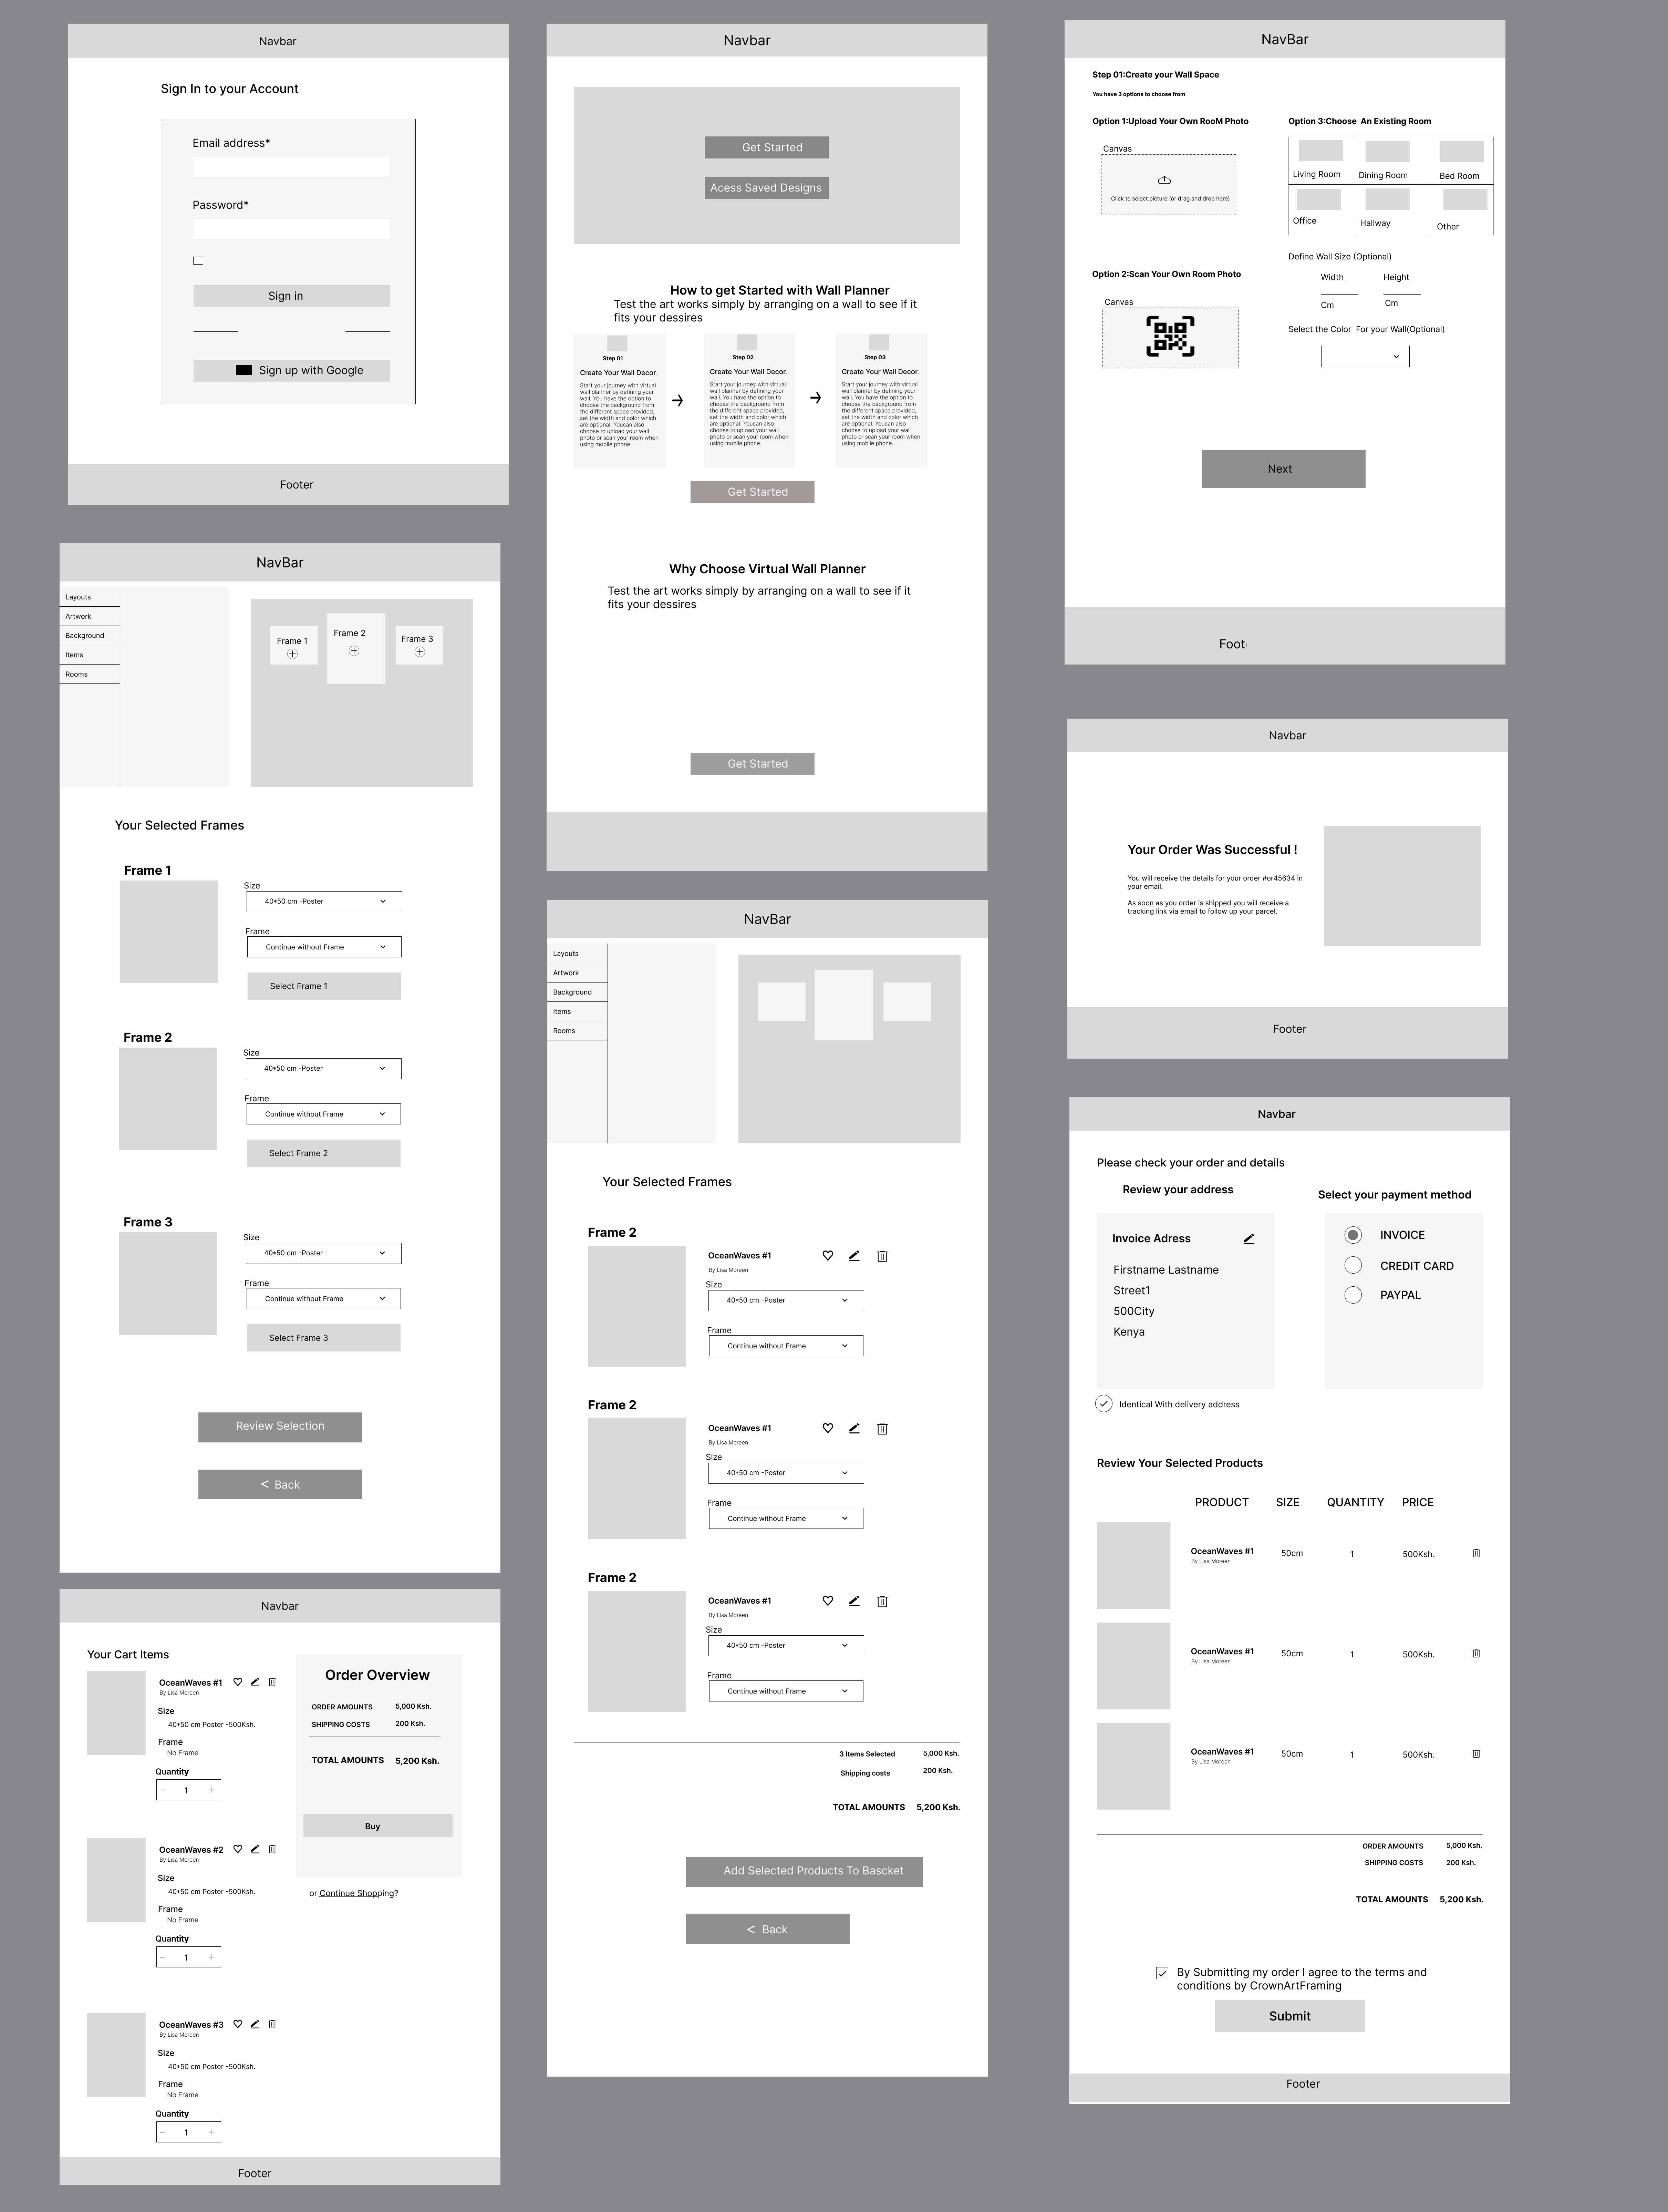 Navbar
Sign In to your Account
Email address*
Password*
Sign in
Sign up with Google
Footer
Navbar
Get Started
Acess Saved Designs
How to get Started with Wall Planner
Test the art works simply by arranging on a wall to see if it
fits your dessires
Step 01
Create Your Wall Decor.
Start your journey with virtual
wall planner by defining your
wall. You have the option to
choose the background from
the different space provided,
set the width and color which
are optional. Youcan also
choose to upload your wall
photo or scan your room when
using mobile phone.
Step 02
Create Your Wall Decor.
Start your journey with virtual
wall planner by defining your
wall. You have the option to
choose the background from
the different space provided,
set the width and color which
are optional. Youcan also
choose to upload your wall
photo or scan your room when
using mobile phone.
Step 03
Create Your Wall Decor.
Start your journey with virtual
wall planner by defining your
wall. You have the option to
choose the background from
the different space provided,
set the width and color which
are optional. Youcan also
choose to upload your wall
photo or scan your room when
using mobile phone.
Get Started
Why Choose Virtual Wall Planner
Test the art works simply by arranging on a wall to see if it
fits your dessires
Get Started
NavBar
Step 01:Create your Wall Space
You have 3 options to choose from
Option 1:Upload Your Own RooM Photo
Canvas
Click to select picture (or drag and drop here)
Option 2:Scan Your Own Room Photo
Canvas
Option 3:Choose An Existing Room
Living Room
Dining Room
Bed Room
Office
Hallway
Other
Define Wall Size (Optional)
Width
Height
Cm
Cm
Select the Color For your Wall(Optional)
Next
Foot
NavBar
Layouts
Artwork
Background
Items
Rooms
Frame 1
Frame 2
Frame 3
Your Selected Frames
Frame 1
Size
40*50 cm -Poster
Frame
Continue without Frame
Select Frame 1
Frame 2
Size
40*50 cm -Poster
Frame
Continue without Frame
Select Frame 2
Frame 3
Size
40*50 cm -Poster
Frame
Continue without Frame
Select Frame 3
Review Selection
< Back
Navbar
Your Order Was Successful !
You will receive the details for your order #or45634 in
your email.
As soon as you order is shipped you will receive a
tracking link via email to follow up your parcel.
Footer
NavBar
Layouts
Artwork
Background
Items
Rooms
Your Selected Frames
Frame 2
OceanWaves #1
By Lisa Moreen
Size
40*50 cm -Poster
Frame
Continue without Frame
Frame 2
OceanWaves #1
By Lisa Moreen
Size
40*50 cm -Poster
Frame
Continue without Frame
Frame 2
OceanWaves #1
By Lisa Moreen
Size
40*50 cm -Poster
Frame
Continue without Frame
3 Items Selected 5,000 Ksh.
Shipping costs 200 Ksh.
TOTAL AMOUNTS 5,200 Ksh.
Add Selected Products To Bascket
< Back
Navbar
Please check your order and details
Review your address
Invoice Adress
Firstname Lastname
Street1
500City
Kenya
Identical With delivery address
Select your payment method
INVOICE
CREDIT CARD
PAYPAL
Review Your Selected Products
PRODUCT SIZE QUANTITY PRICE
OceanWaves #1 50cm 1 500Ksh.
By Lisa Moreen
OceanWaves #1 50cm 1 500Ksh.
By Lisa Moreen
OceanWaves #1 50cm 1 500Ksh.
By Lisa Moreen
ORDER AMOUNTS 5,000 Ksh.
SHIPPING COSTS 200 Ksh.
TOTAL AMOUNTS 5,200 Ksh.
By Submitting my order I agree to the terms and
conditions by CrownArtFraming
Submit
Footer
Navbar
Your Cart Items
OceanWaves #1
By Lisa Moreen
Size
40*50 cm Poster -500Ksh.
Frame
No Frame
Quantity
− 1 +
OceanWaves #2
By Lisa Moreen
Size
40*50 cm Poster -500Ksh.
Frame
No Frame
Quantity
− 1 +
OceanWaves #3
By Lisa Moreen
Size
40*50 cm Poster -500Ksh.
Frame
No Frame
Quantity
− 1 +
Order Overview
ORDER AMOUNTS 5,000 Ksh.
SHIPPING COSTS 200 Ksh.
TOTAL AMOUNTS 5,200 Ksh.
Buy
or Continue Shopping?
Footer